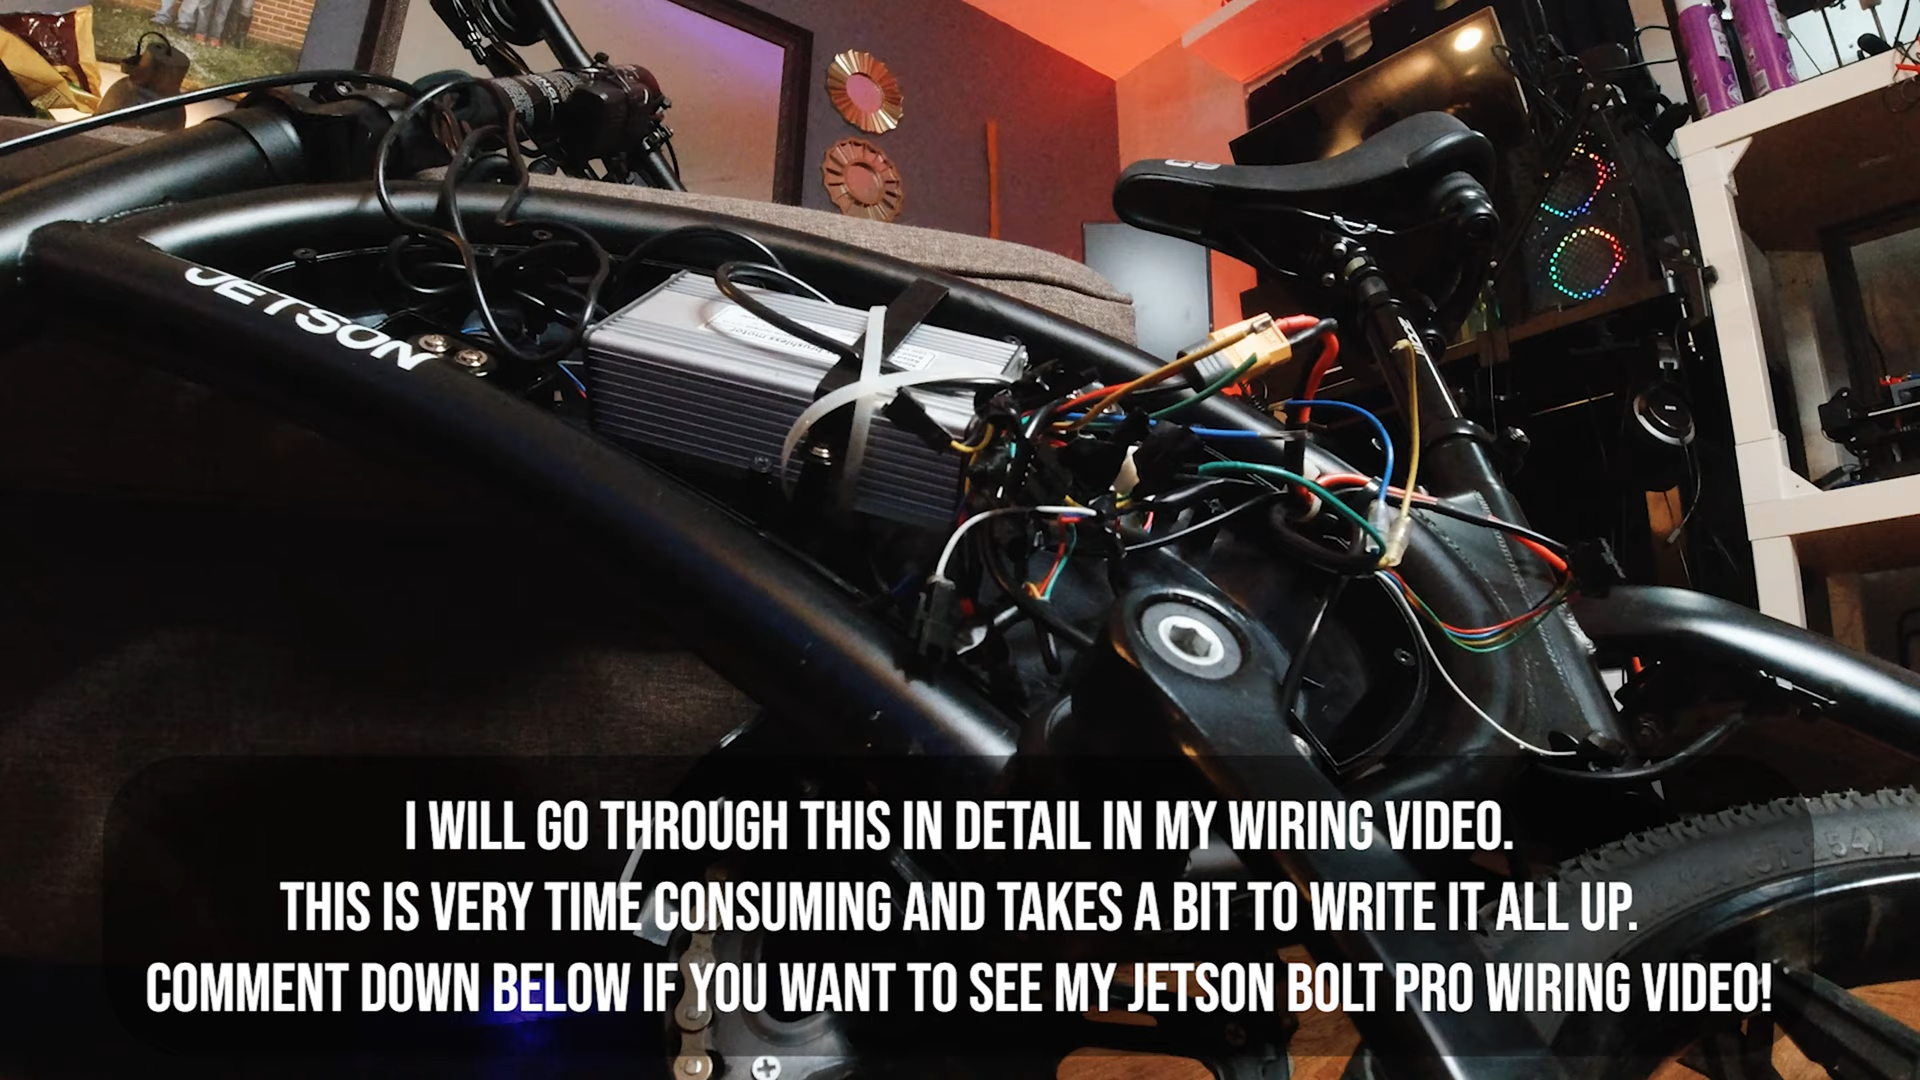 JETSON
brushless motor
I WILL GO THROUGH THIS IN DETAIL IN MY WIRING VIDEO.
THIS IS VERY TIME CONSUMING AND TAKES A BIT TO WRITE IT ALL UP.
COMMENT DOWN BELOW IF YOU WANT TO SEE MY JETSON BOLT PRO WIRING VIDEO!